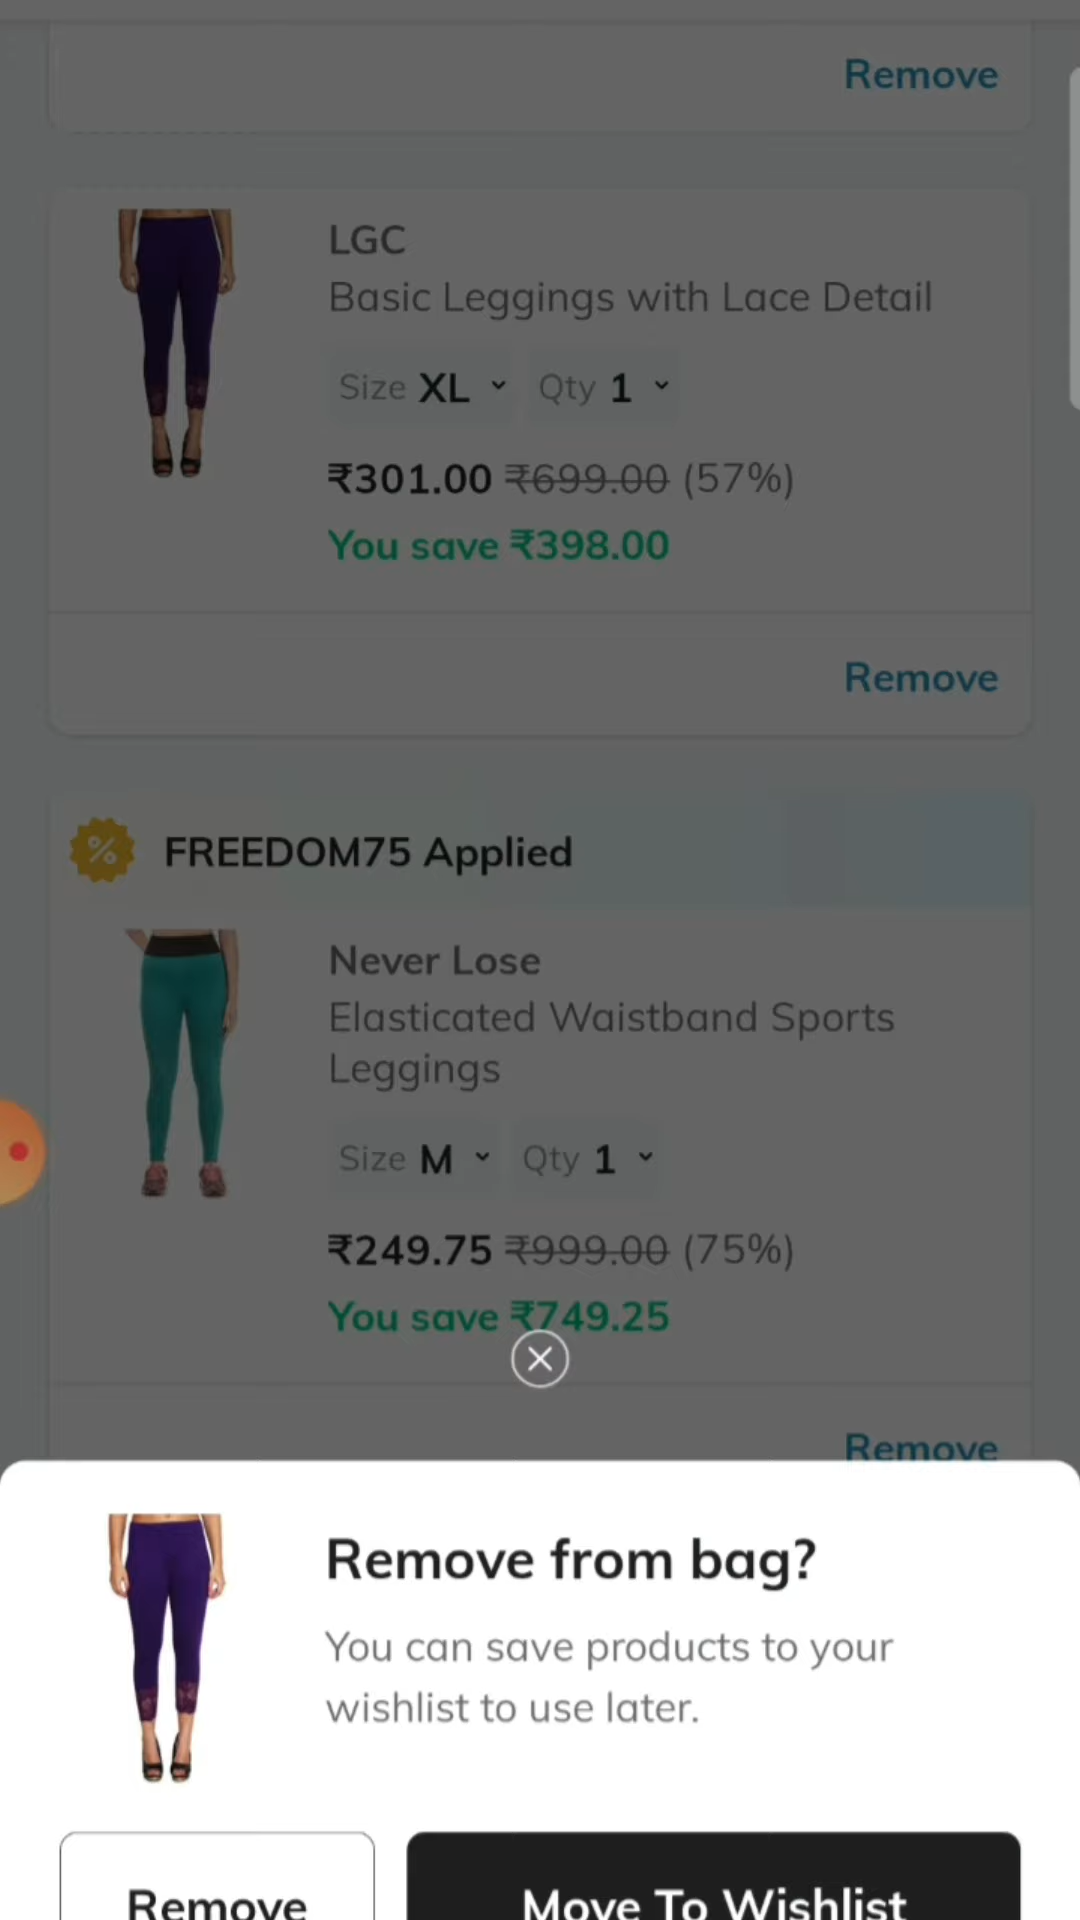 Remove
LGC
Basic Leggings with Lace Detail
Size XL Qty 1
₹301.00 ₹699.00 (57%)
You save ₹398.00
Remove
% FREEDOM75 Applied
Never Lose
Elasticated Waistband Sports
Leggings
Size M Qty 1
₹249.75 ₹999.00 (75%)
You save ₹749.25
Remove
Remove from bag?
You can save products to your
wishlist to use later.
Remove Move To Wishlist